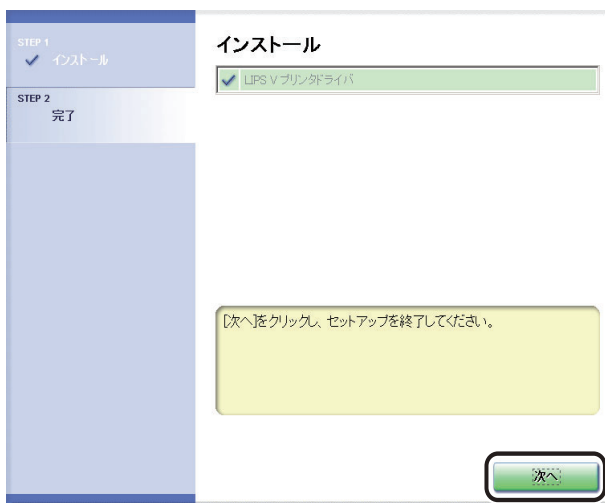 STEP 1
インストール
STEP 2
完了
インストール
LIPS V プリンタドライバ
[次へ]をクリックし、セットアップを終了してください。
次へ